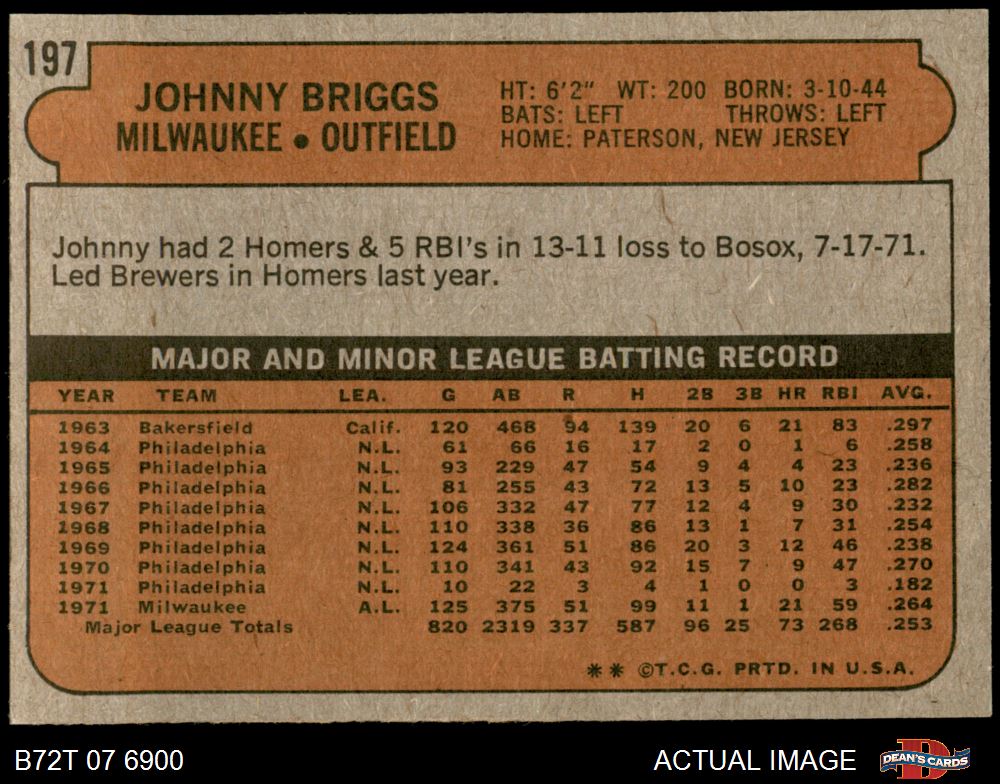 197
JOHNNY BRIGGS
MILWAUKEE • OUTFIELD
HT: 6'2" WT: 200 BORN: 3-10-44
BATS: LEFT THROWS: LEFT
HOME: PATERSON, NEW JERSEY
Johnny had 2 Homers & 5 RBI's in 13-11 loss to Bosox, 7-17-71.
Led Brewers in Homers last year.
MAJOR AND MINOR LEAGUE BATTING RECORD
YEAR TEAM LEA. G AB R H 2B 3B HR RBI AVG.
1963 Bakersfield Calif. 120 468 94 139 20 6 21 83 .297
1964 Philadelphia N.L. 61 66 16 17 2 0 1 6 .258
1965 Philadelphia N.L. 93 229 47 54 9 4 4 23 .236
1966 Philadelphia N.L. 81 255 43 72 13 5 10 23 .282
1967 Philadelphia N.L. 106 332 47 77 12 4 9 30 .232
1968 Philadelphia N.L. 110 338 36 86 13 1 7 31 .254
1969 Philadelphia N.L. 124 361 51 86 20 3 12 46 .238
1970 Philadelphia N.L. 110 341 43 92 15 7 9 47 .270
1971 Philadelphia N.L. 10 22 3 4 1 0 0 3 .182
1971 Milwaukee A.L. 125 375 51 99 11 1 21 59 .264
Major League Totals 820 2319 337 587 96 25 73 268 .253
** ©T.C.G. PRTD. IN U.S.A.
B72T 07 6900 ACTUAL IMAGE DEAN'S CARDS